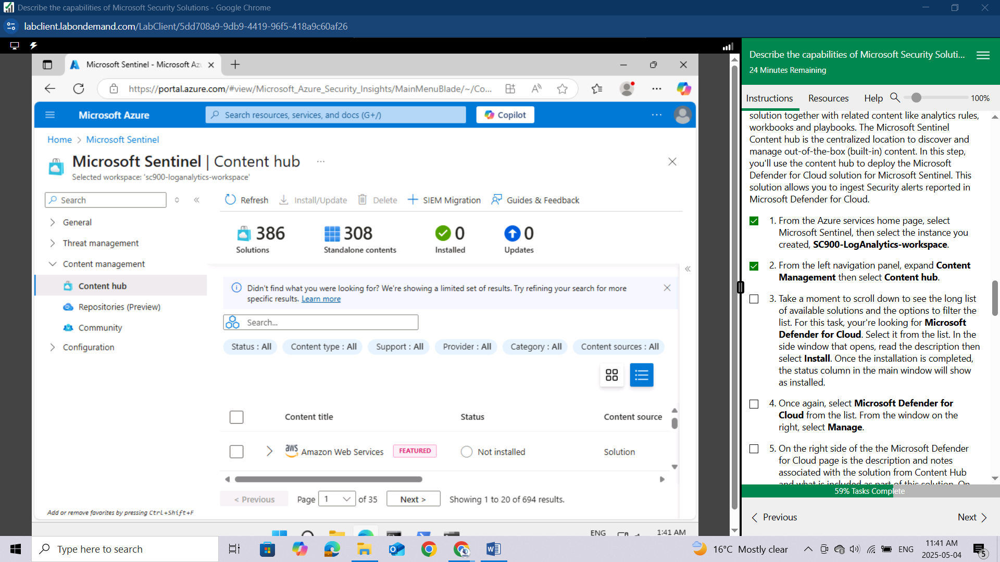 Describe the capabilities of Microsoft Security Solutions - Google Chrome
labclient.labondemand.com/LabClient/5dd708a9-9db9-4419-96f5-418a9c60af26
Microsoft Sentinel - Microsoft Azu
https://portal.azure.com/#view/Microsoft_Azure_Security_Insights/MainMenuBlade/~/Co...
Microsoft Azure
Search resources, services, and docs (G+/)
Copilot
Home > Microsoft Sentinel
Microsoft Sentinel | Content hub
Selected workspace: 'sc900-loganalytics-workspace'
Search
General
Threat management
Content management
Content hub
Repositories (Preview)
Community
Configuration
Add or remove favorites by pressing Ctrl+Shift+F
Refresh
Install/Update
Delete
SIEM Migration
Guides & Feedback
386
Solutions
308
Standalone contents
0
Installed
0
Updates
Didn't find what you were looking for? We're showing a limited set of results. Try refining your search for more
specific results. Learn more
Search...
Status : All
Content type : All
Support : All
Provider : All
Category : All
Content sources : All
Content title
Status
Content source
aws
Amazon Web Services
FEATURED
Not installed
Solution
< Previous
Page
1
of 35
Next >
Showing 1 to 20 of 694 results.
ENG
1:41 AM
Describe the capabilities of Microsoft Security Soluti...
24 Minutes Remaining
Instructions
Resources
Help
100%
solution together with related content like analytics rules,
workbooks and playbooks. The Microsoft Sentinel
Content hub is the centralized location to discover and
manage out-of-the-box (built-in) content. In this step,
you'll use the content hub to deploy the Microsoft
Defender for Cloud solution for Microsoft Sentinel. This
solution allows you to ingest Security alerts reported in
Microsoft Defender for Cloud.
1. From the Azure services home page, select
Microsoft Sentinel, then select the instance you
created, SC900-LogAnalytics-workspace.
2. From the left navigation panel, expand Content
Management then select Content hub.
3. Take a moment to scroll down to see the long list
of available solutions and the options to filter the
list. For this task, your're looking for Microsoft
Defender for Cloud. Select it from the list. In the
side window that opens, read the description then
select Install. Once the installation is completed,
the status column in the main window will show
as installed.
4. Once again, select Microsoft Defender for
Cloud from the list. From the window on the
right, select Manage.
5. On the right side of the the Microsoft Defender
for Cloud page is the description and notes
associated with the solution from Content Hub
and what is included as part of this solution. On
59% Tasks Complete
Previous
Next
Type here to search
16°C Mostly clear
ENG
11:41 AM
2025-05-04
5